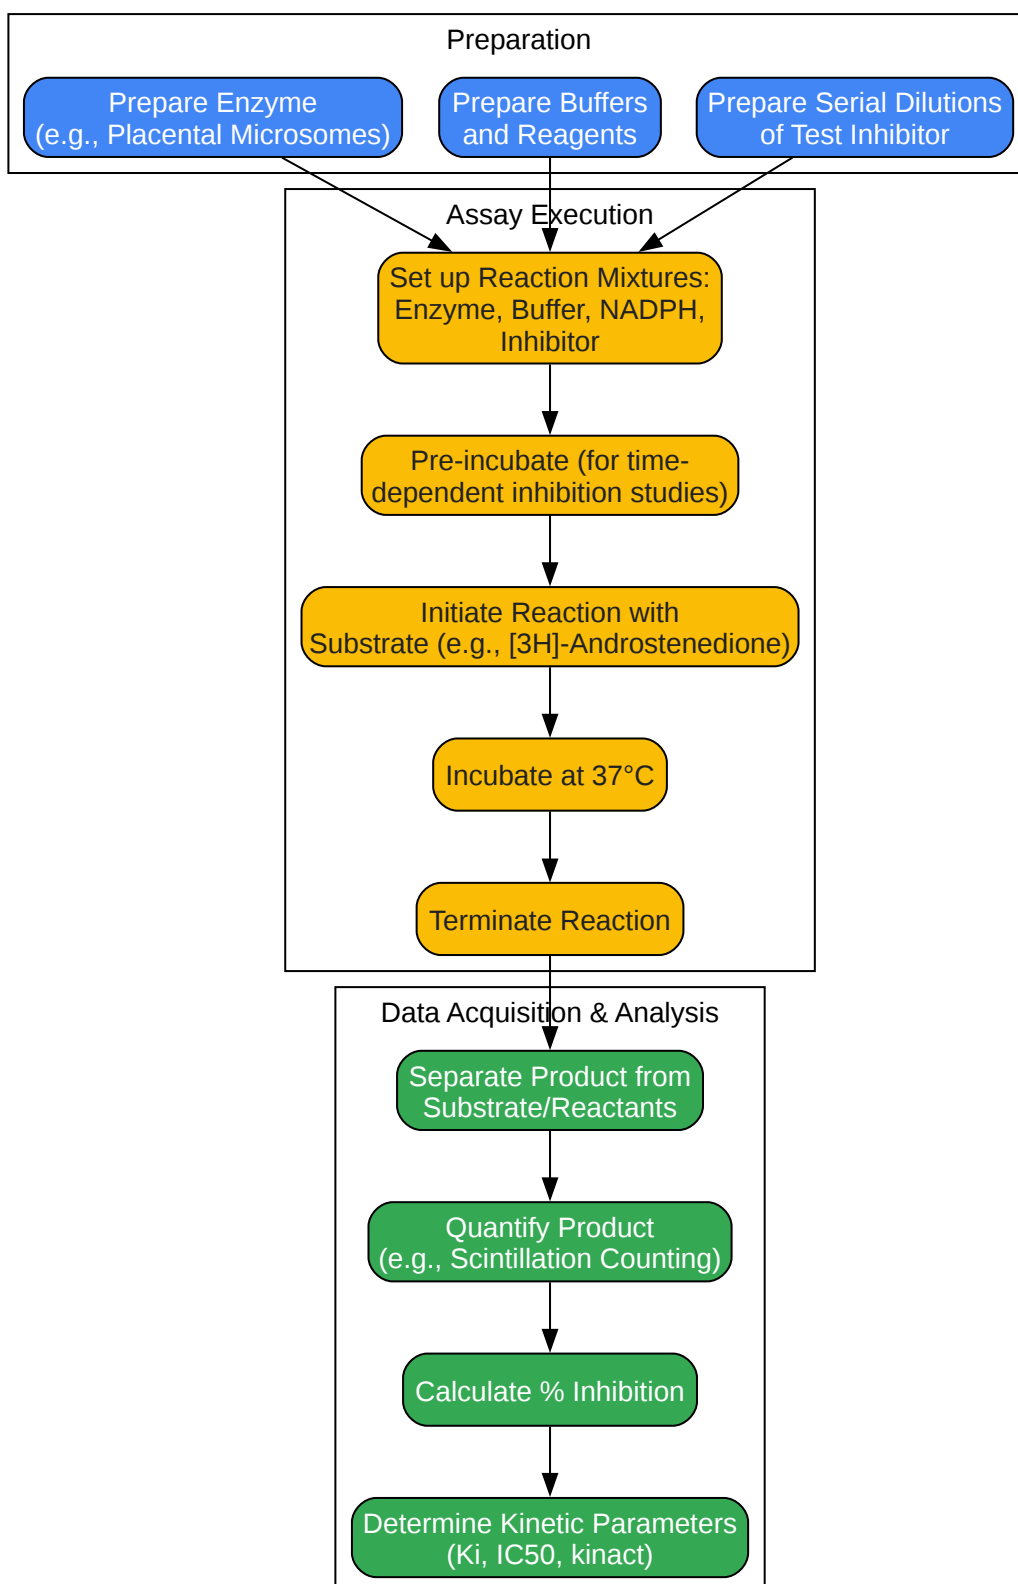 Preparation
Prepare Enzyme
(e.g., Placental Microsomes)
Prepare Buffers
and Reagents
Prepare Serial Dilutions
of Test Inhibitor
Assay Execution
Set up Reaction Mixtures:
Enzyme, Buffer, NADPH,
Inhibitor
Pre-incubate (for time-
dependent inhibition studies)
Initiate Reaction with
Substrate (e.g., [3H]-Androstenedione)
Incubate at 37°C
Terminate Reaction
Data Acquisition & Analysis
Separate Product from
Substrate/Reactants
Quantify Product
(e.g., Scintillation Counting)
Calculate % Inhibition
Determine Kinetic Parameters
(Ki, IC50, kinact)